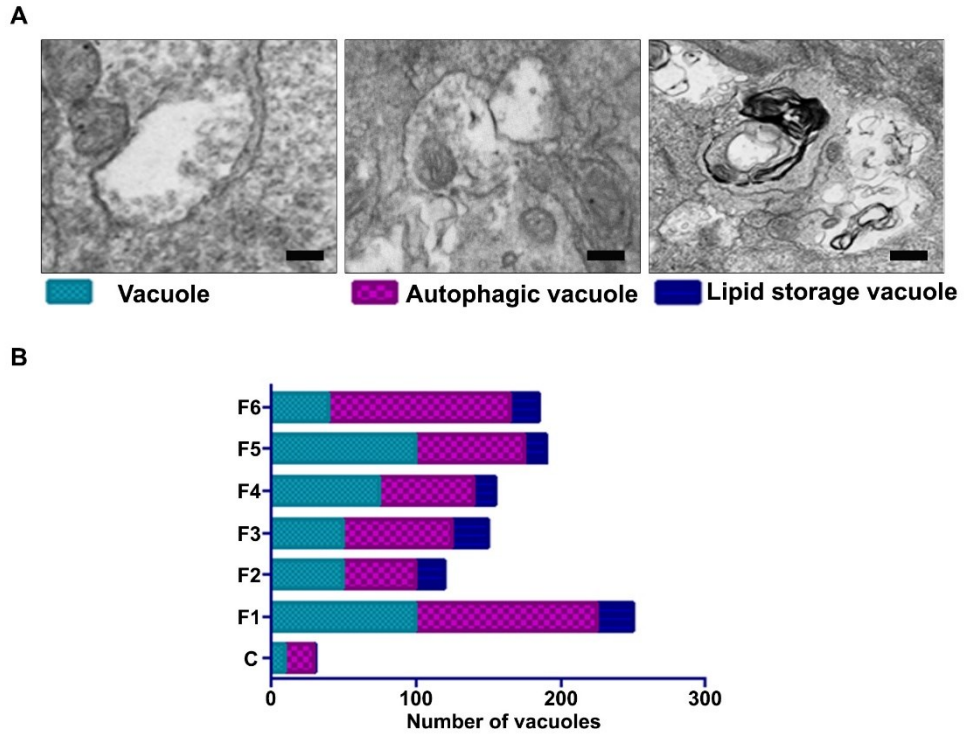 A
Vacuole
Autophagic vacuole
Lipid storage vacuole
B
F6
F5
F4
F3
F2
F1
C
0 100 200 300
Number of vacuoles